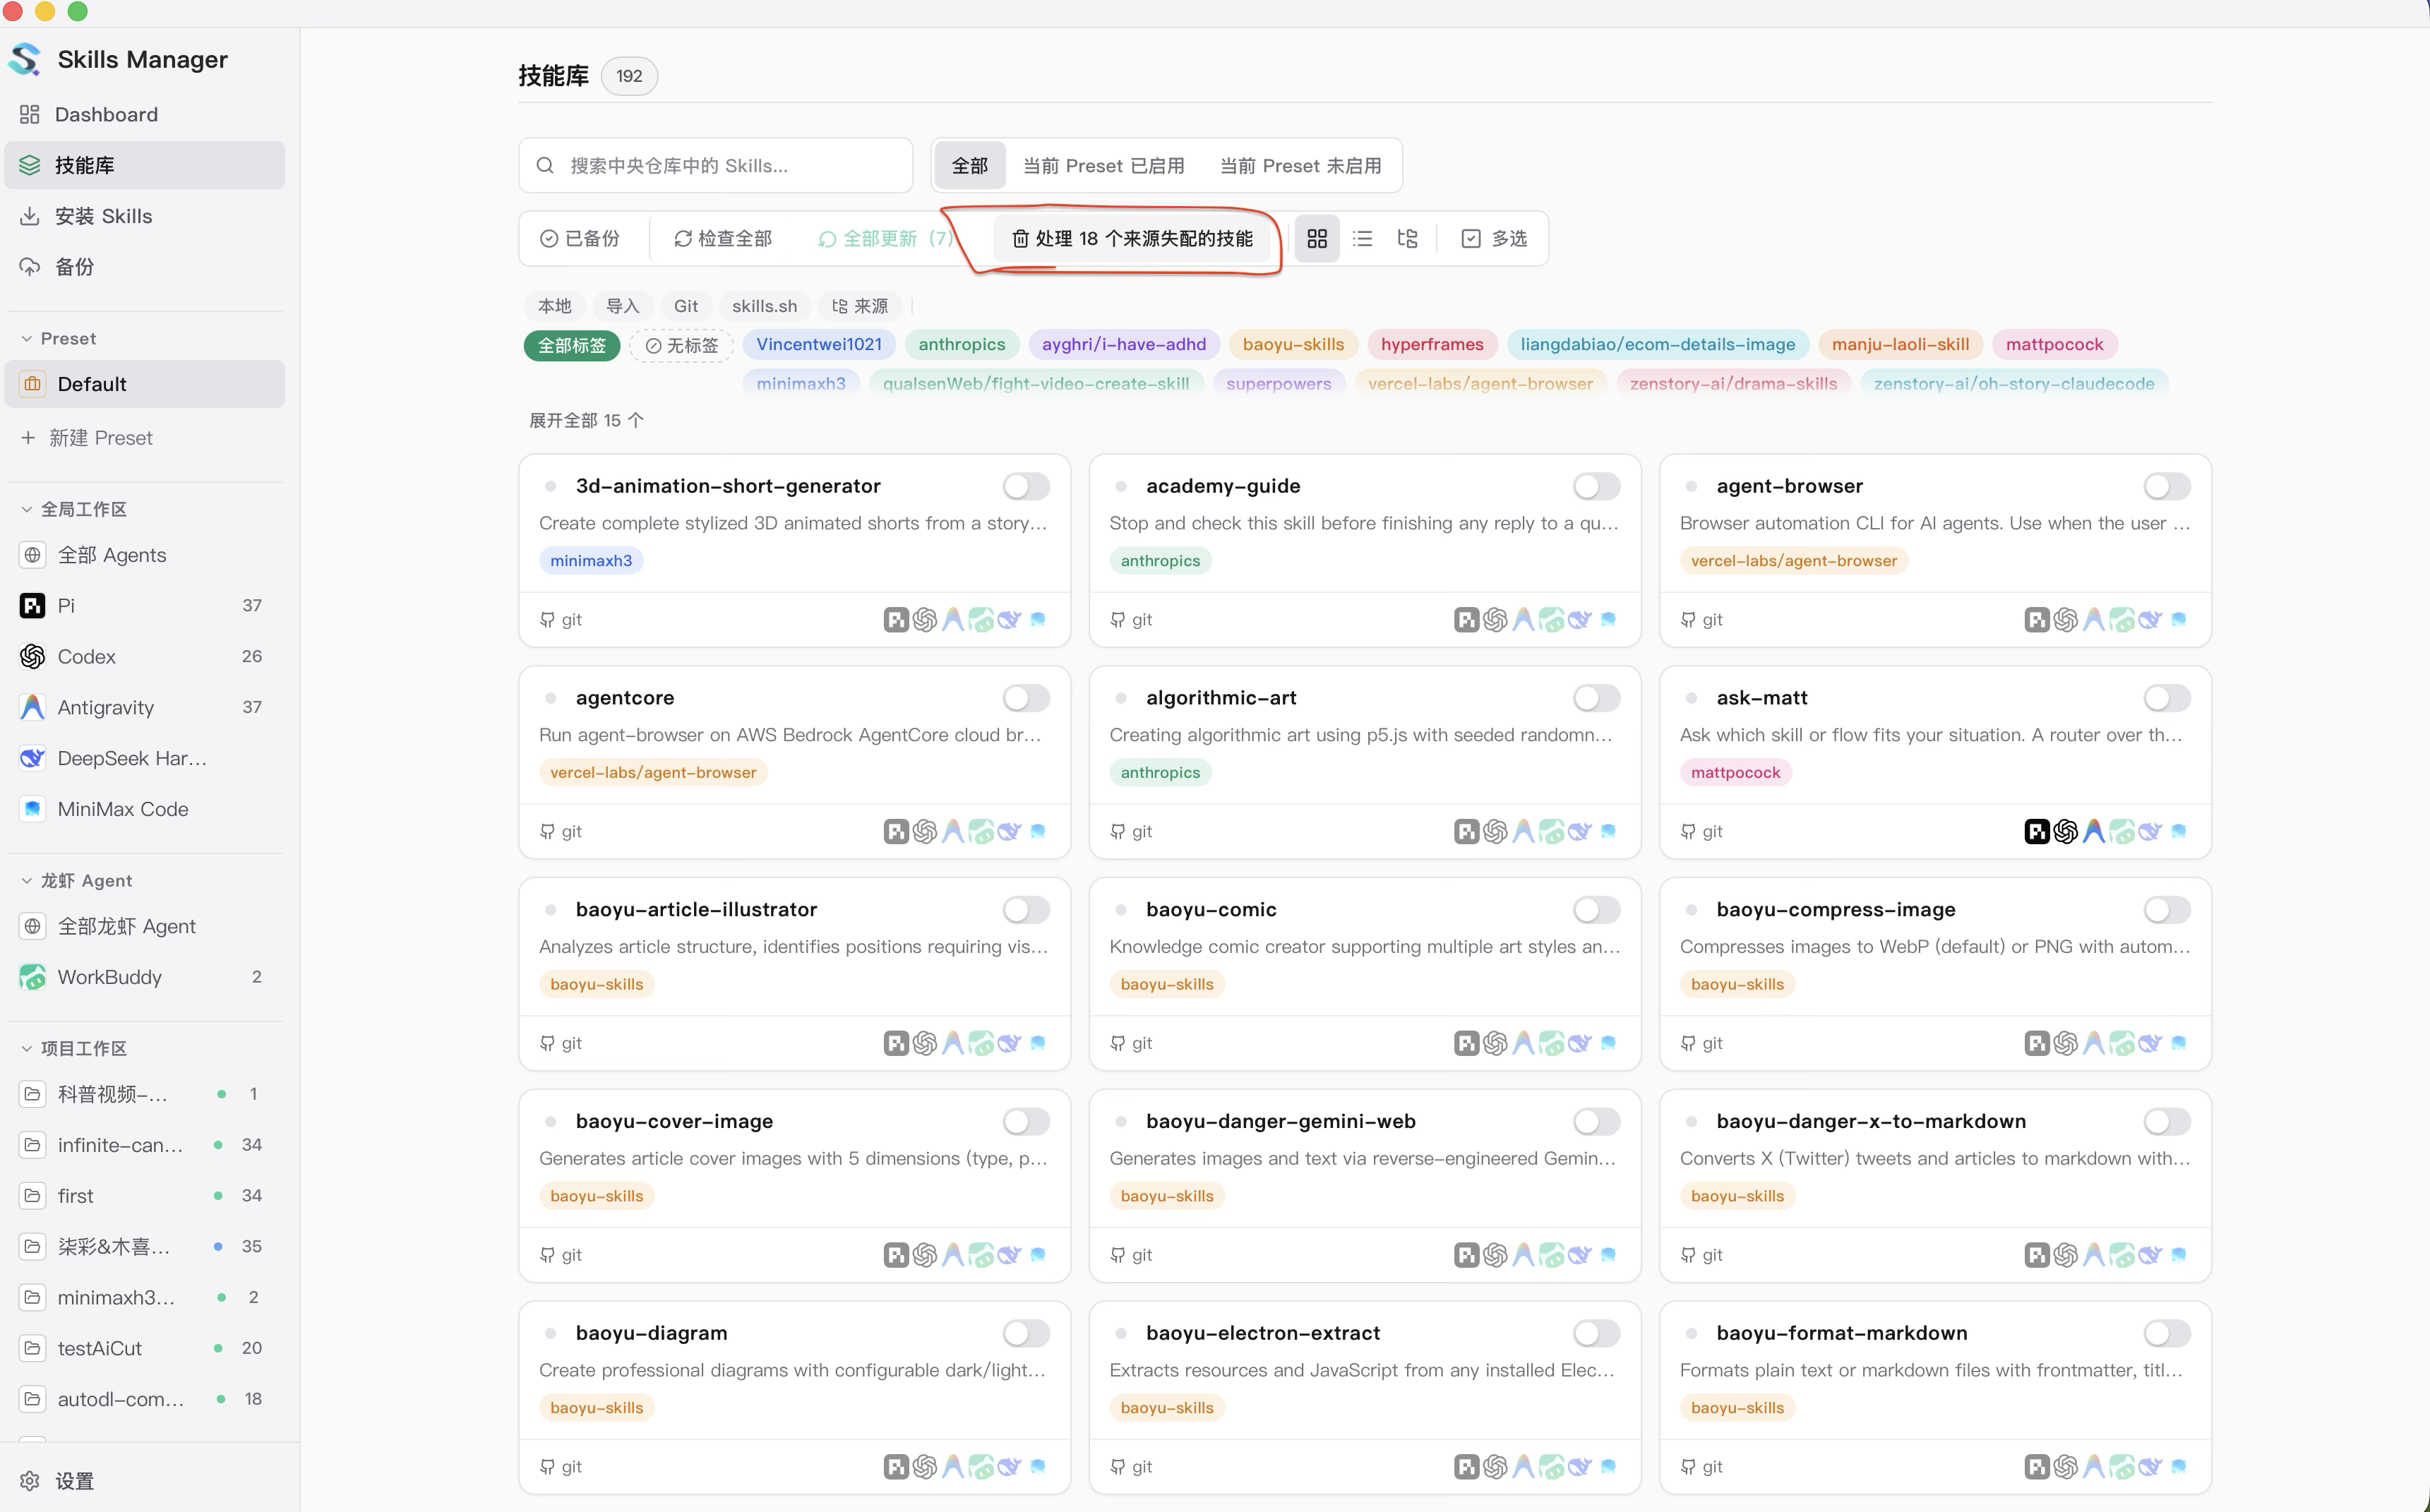 Skills Manager
Dashboard
技能库
安装 Skills
备份
Preset
Default
新建 Preset
全局工作区
全部 Agents
Pi 37
Codex 26
Antigravity 37
DeepSeek Har...
MiniMax Code
龙虾 Agent
全部龙虾 Agent
WorkBuddy 2
项目工作区
科普视频-... 1
infinite-can... 34
first 34
柒彩&木喜... 35
minimaxh3... 2
testAiCut 20
autodl-com... 18
设置
技能库 192
搜索中央仓库中的 Skills...
全部 当前 Preset 已启用 当前 Preset 未启用
已备份 检查全部 全部更新 (7) 处理 18 个来源失配的技能 多选
本地 导入 Git skills.sh 来源
全部标签 无标签 Vincentwei1021 anthropics ayghri/i-have-adhd baoyu-skills hyperframes liangdabiao/ecom-details-image manju-laoli-skill mattpocock
minimaxh3 qualsenWeb/fight-video-create-skill superpowers vercel-labs/agent-browser zenstory-ai/drama-skills zenstory-ai/oh-story-claudecode
展开全部 15 个
3d-animation-short-generator
Create complete stylized 3D animated shorts from a story...
minimaxh3
git
academy-guide
Stop and check this skill before finishing any reply to a qu...
anthropics
git
agent-browser
Browser automation CLI for AI agents. Use when the user ...
vercel-labs/agent-browser
git
agentcore
Run agent-browser on AWS Bedrock AgentCore cloud br...
vercel-labs/agent-browser
git
algorithmic-art
Creating algorithmic art using p5.js with seeded randomn...
anthropics
git
ask-matt
Ask which skill or flow fits your situation. A router over th...
mattpocock
git
baoyu-article-illustrator
Analyzes article structure, identifies positions requiring vis...
baoyu-skills
git
baoyu-comic
Knowledge comic creator supporting multiple art styles an...
baoyu-skills
git
baoyu-compress-image
Compresses images to WebP (default) or PNG with autom...
baoyu-skills
git
baoyu-cover-image
Generates article cover images with 5 dimensions (type, p...
baoyu-skills
git
baoyu-danger-gemini-web
Generates images and text via reverse-engineered Gemin...
baoyu-skills
git
baoyu-danger-x-to-markdown
Converts X (Twitter) tweets and articles to markdown with...
baoyu-skills
git
baoyu-diagram
Create professional diagrams with configurable dark/light...
baoyu-skills
git
baoyu-electron-extract
Extracts resources and JavaScript from any installed Elec...
baoyu-skills
git
baoyu-format-markdown
Formats plain text or markdown files with frontmatter, titl...
baoyu-skills
git